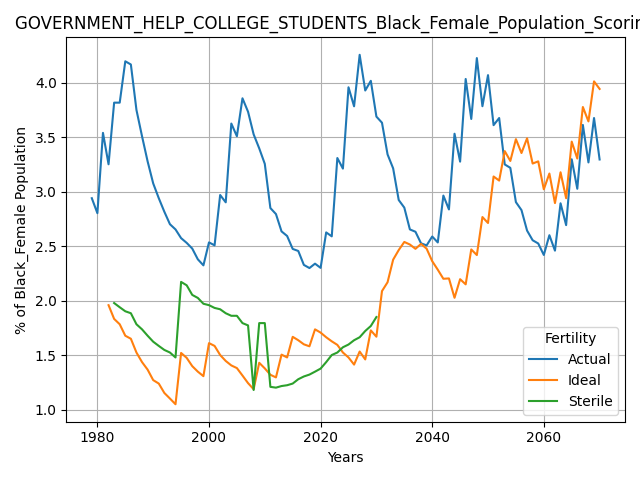 GOVERNMENT_HELP_COLLEGE_STUDENTS_Black_Female_Population_Scorin
% of Black_Female Population
4.0
3.5
3.0
2.5
2.0
1.5
1.0
Fertility
Actual
Ideal
Sterile
1980 2000 2020 2040 2060
Years